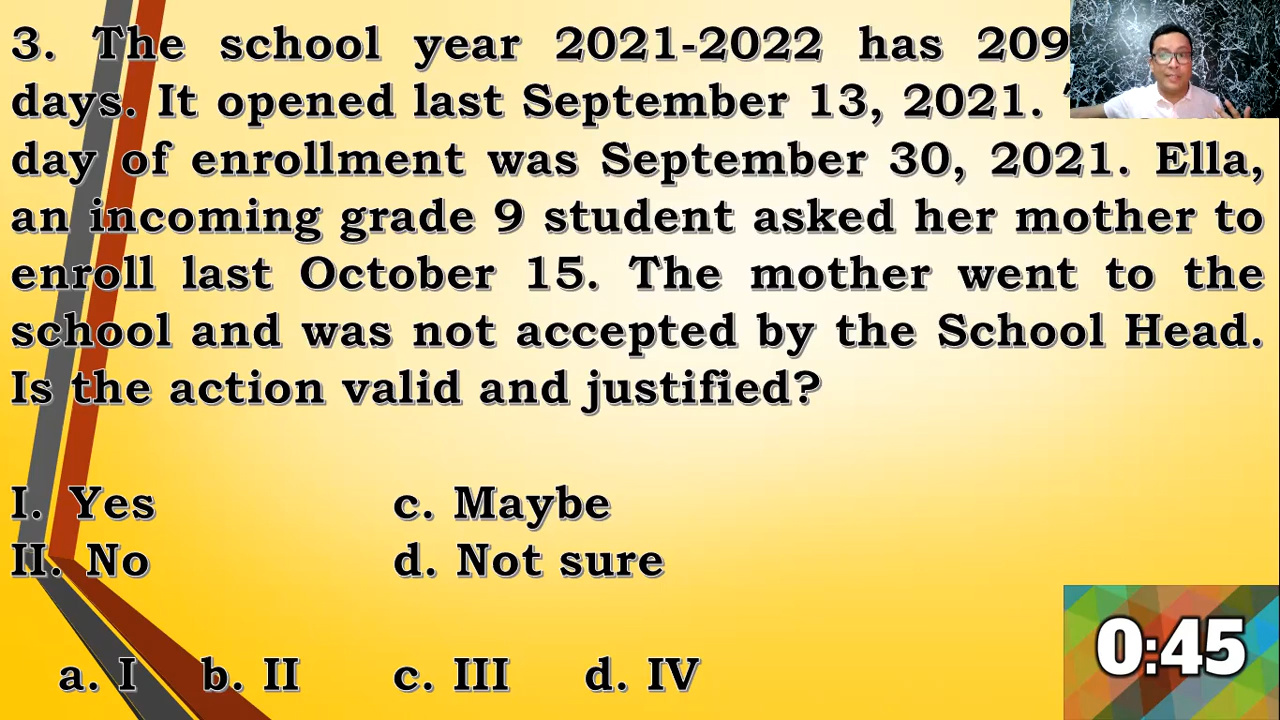 3. The school year 2021-2022 has 209
days. It opened last September 13, 2021.
day of enrollment was September 30, 2021. Ella,
an incoming grade 9 student asked her mother to
enroll last October 15. The mother went to the
school and was not accepted by the School Head.
Is the action valid and justified?
I. Yes c. Maybe
II. No d. Not sure
a. I b. II c. III d. IV
0:45